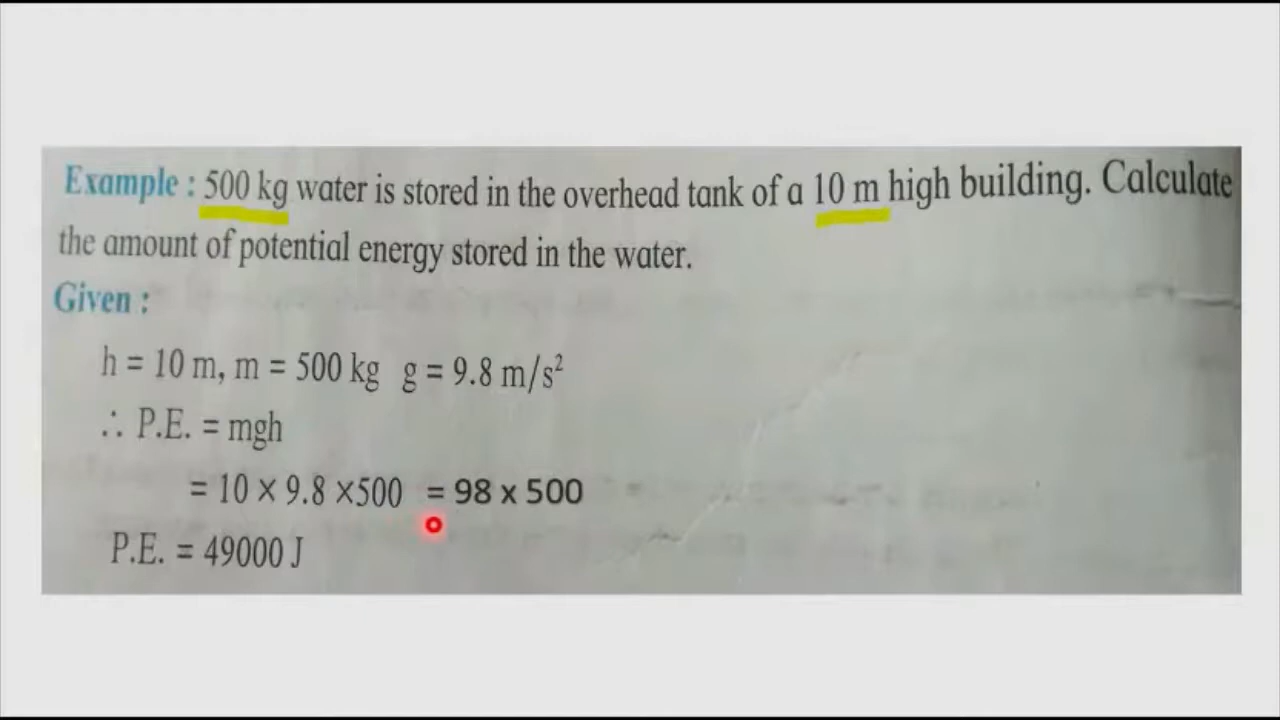 Example : 500 kg water is stored in the overhead tank of a 10 m high building. Calculate
the amount of potential energy stored in the water.
Given :
h = 10 m, m = 500 kg g = 9.8 m/s²
∴ P.E. = mgh
= 10 × 9.8 ×500 = 98 x 500
P.E. = 49000 J